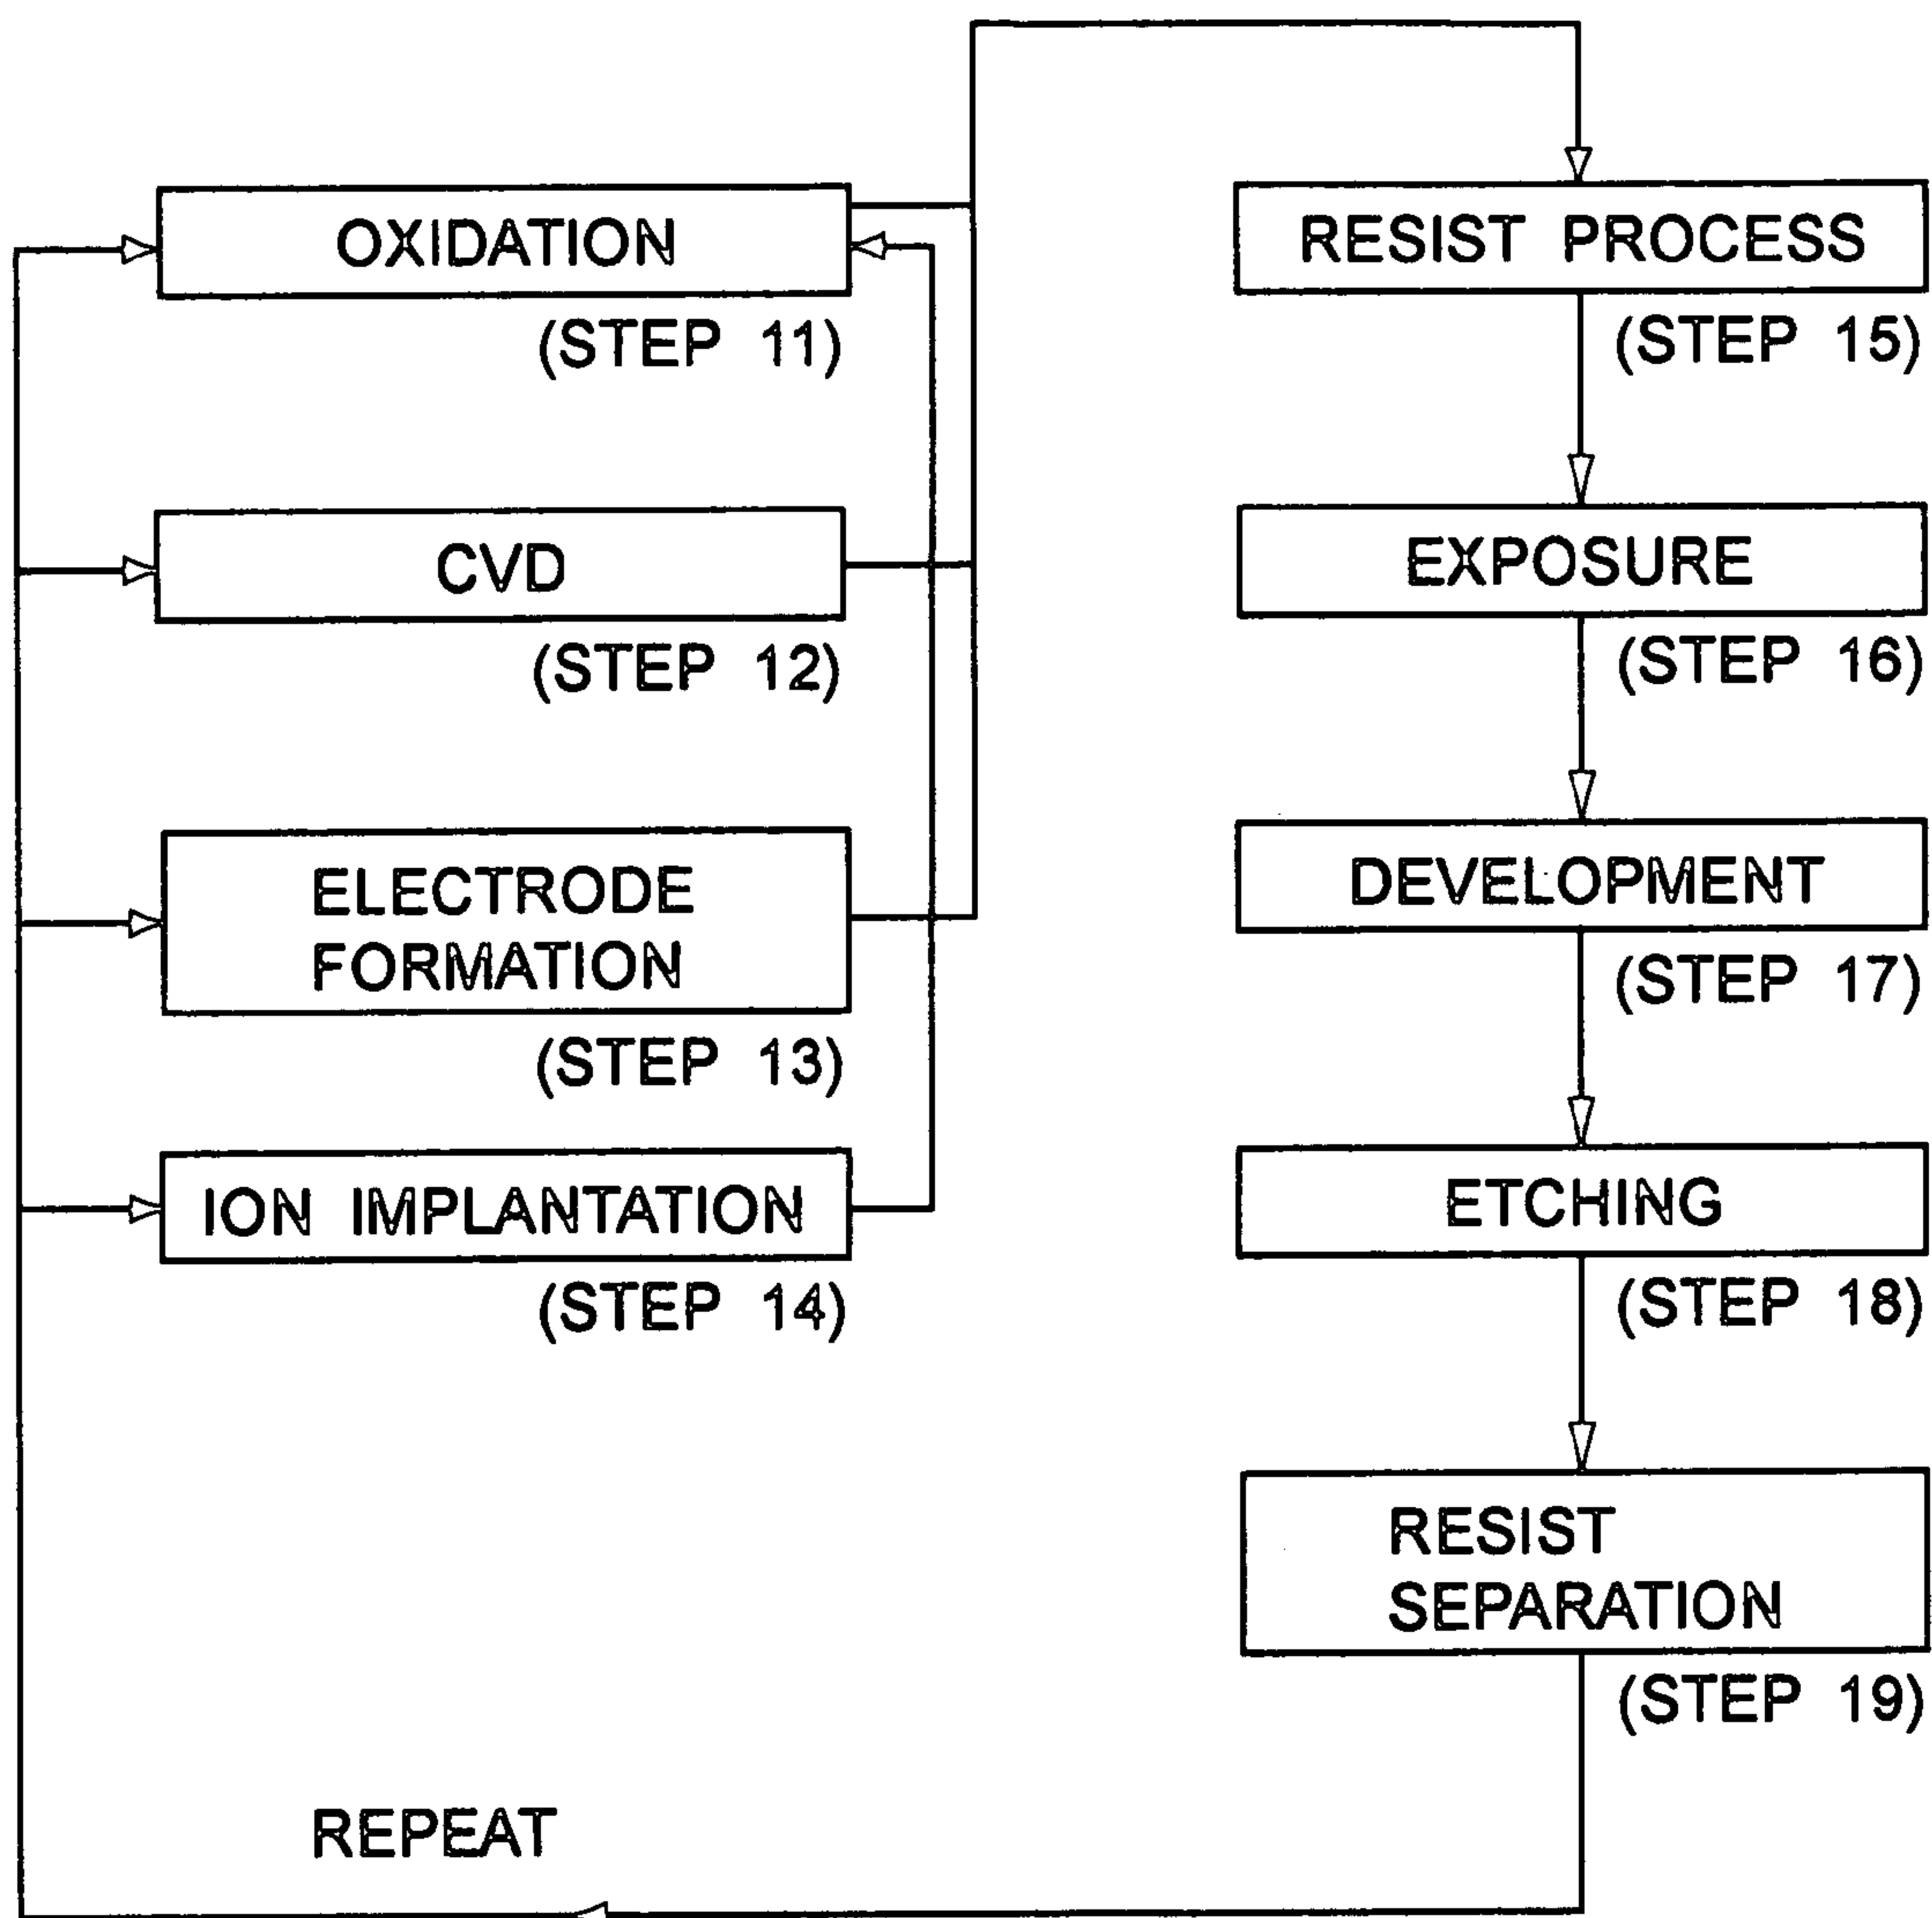 OXIDATION
(STEP 11)
CVD
(STEP 12)
ELECTRODE
FORMATION
(STEP 13)
ION IMPLANTATION
(STEP 14)
RESIST PROCESS
(STEP 15)
EXPOSURE
(STEP 16)
DEVELOPMENT
(STEP 17)
ETCHING
(STEP 18)
RESIST
SEPARATION
(STEP 19)
REPEAT